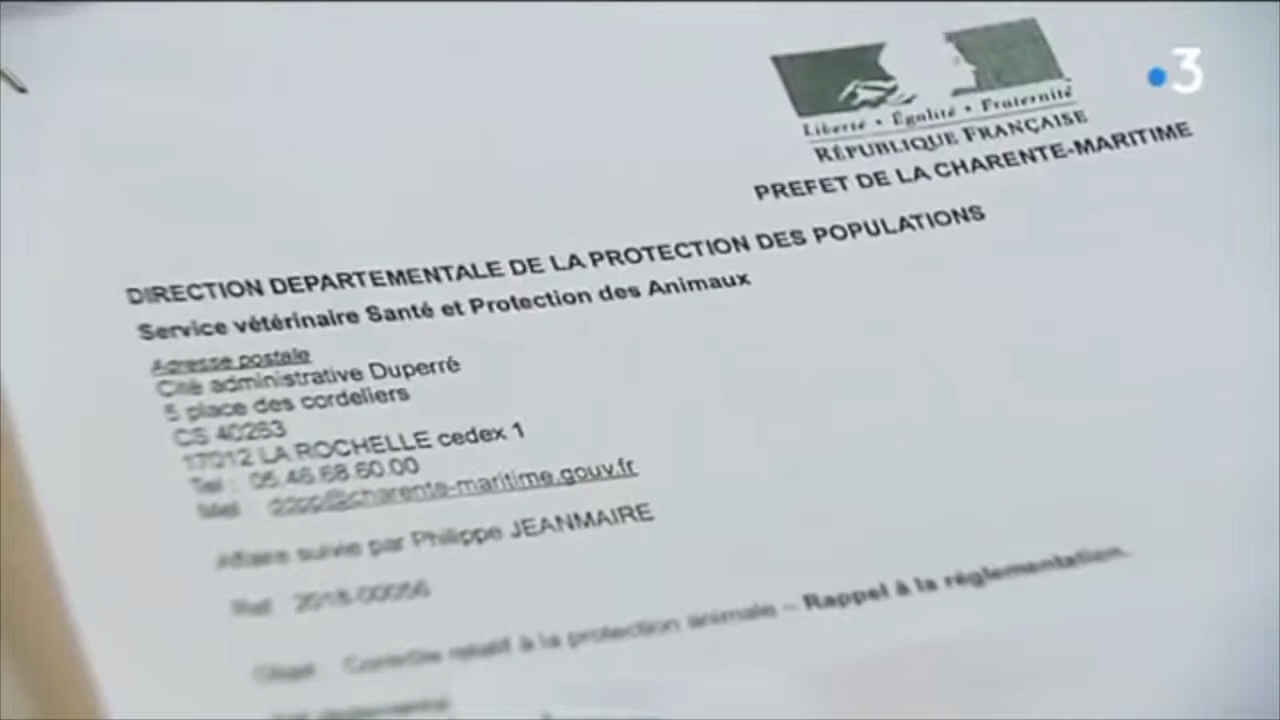 3
Liberté • Égalité • Fraternité
RÉPUBLIQUE FRANÇAISE
PREFET DE LA CHARENTE-MARITIME
DIRECTION DEPARTEMENTALE DE LA PROTECTION DES POPULATIONS
Service vétérinaire Santé et Protection des Animaux
Adresse postale
Cité administrative Duperré
5 place des cordeliers
CS 40263
17012 LA ROCHELLE cedex 1
Tel : 05.46.68.60.00
Mel : ddpp@charente-maritime.gouv.fr
Affaire suivie par Philippe JEANMAIRE
Ref : 2018-00056
Objet : Contrôle relatif à la protection animale – Rappel à la réglementation.